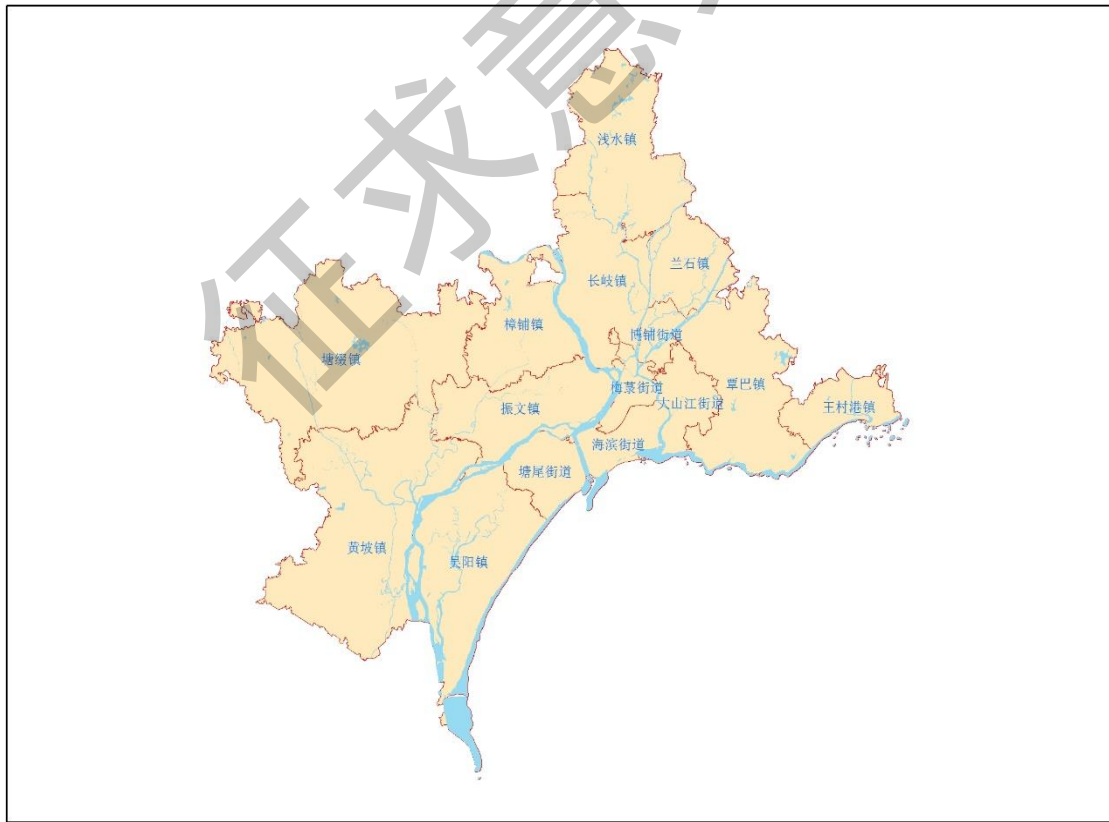 征求意
浅水镇
兰石镇
长岐镇
樟铺镇
博铺街道
塘㙍镇
梅菉街道
覃巴镇
大山江街道
王村港镇
振文镇
海滨街道
塘尾街道
黄坡镇
吴阳镇